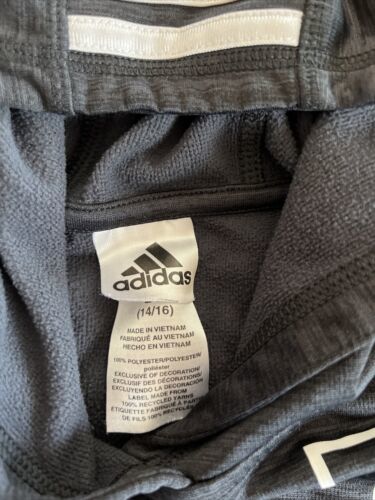 adidas
(14/16)
MADE IN VIETNAM
FABRIQUÉ AU VIETNAM
HECHO EN VIETNAM
100% POLYESTER/POLYESTER/
poliéster
EXCLUSIVE OF DECORATION/
EXCLUSIF DES DÉCORATIONS/
EXCLUYENDO LA DECORACIÓN
LABEL MADE FROM
100% RECYCLED YARNS
ÉTIQUETTE FABRIQUÉE À PARTIR
DE FILS 100% RECYCLÉS